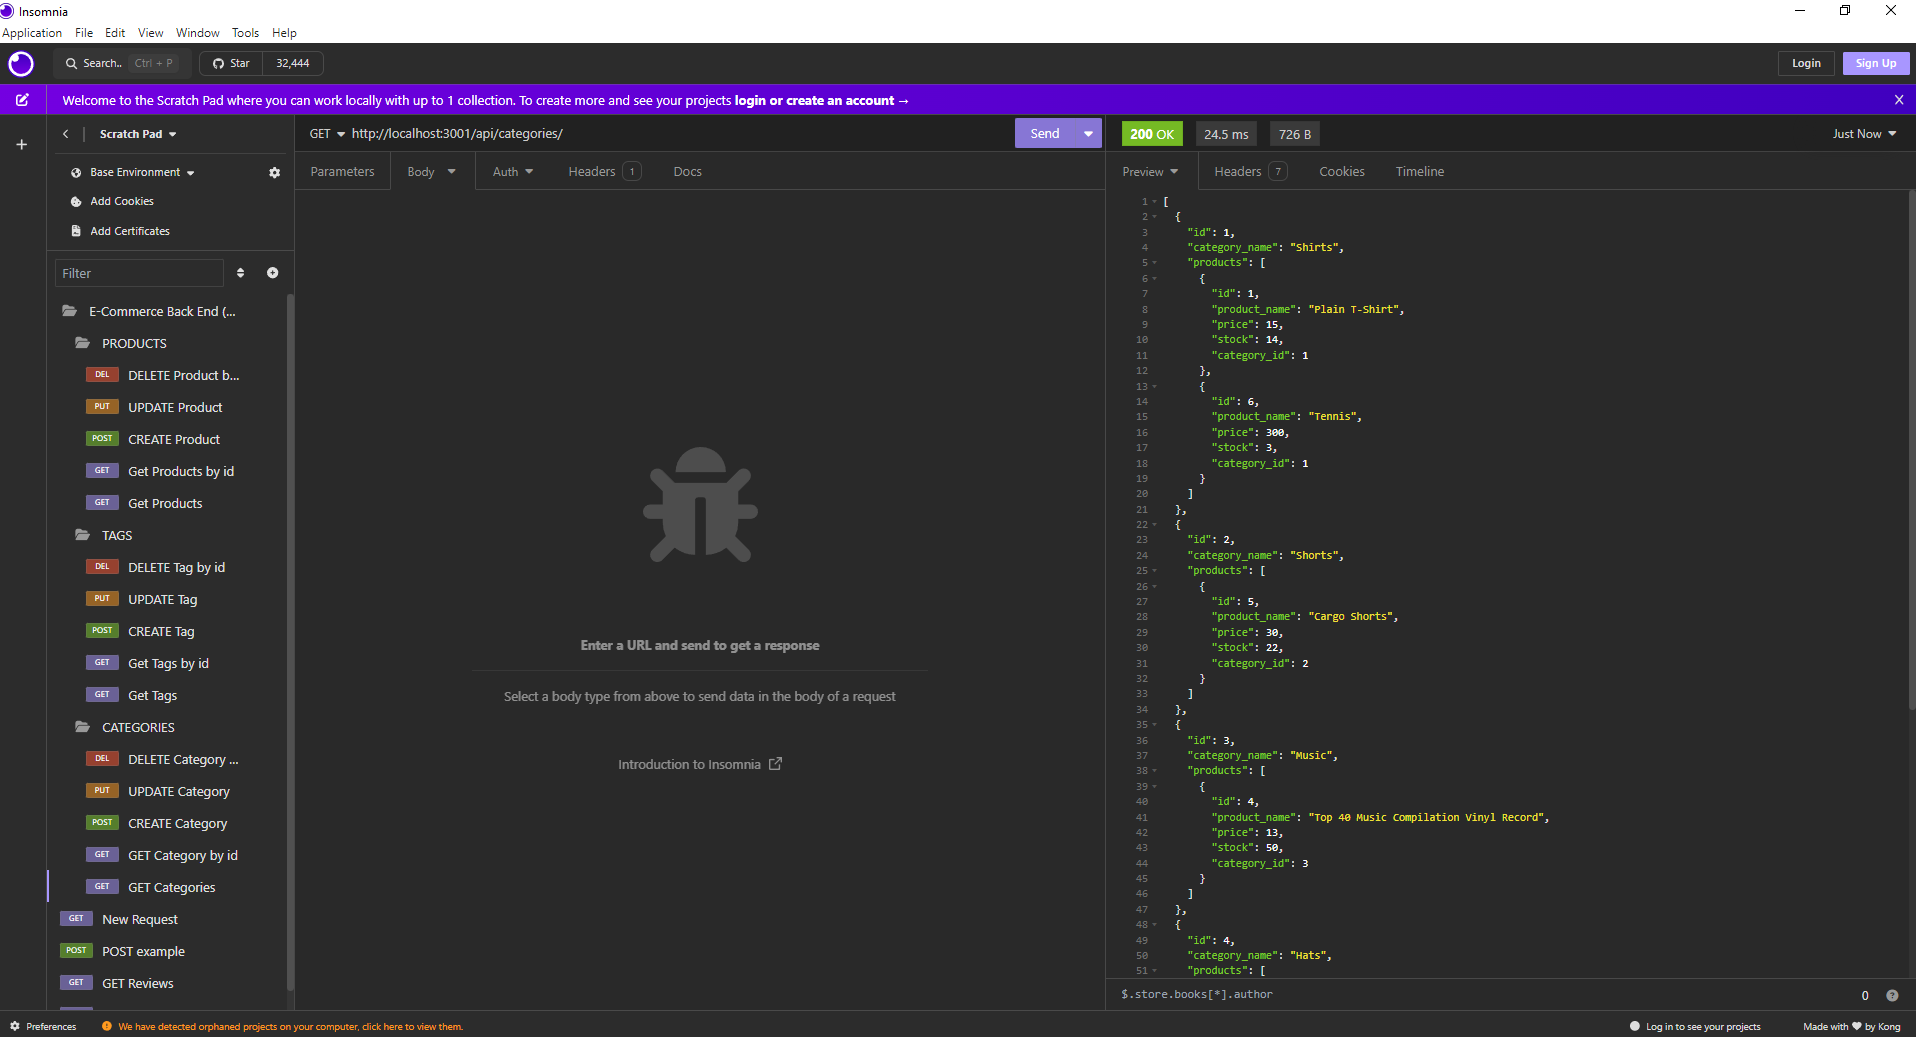 Insomnia
Application File Edit View Window Tools Help
Search.. Ctrl + P Star 32,444 Login Sign Up
Welcome to the Scratch Pad where you can work locally with up to 1 collection. To create more and see your projects login or create an account →
Scratch Pad
Base Environment
Add Cookies
Add Certificates
Filter
E-Commerce Back End (...
PRODUCTS
DEL DELETE Product b...
PUT UPDATE Product
POST CREATE Product
GET Get Products by id
GET Get Products
TAGS
DEL DELETE Tag by id
PUT UPDATE Tag
POST CREATE Tag
GET Get Tags by id
GET Get Tags
CATEGORIES
DEL DELETE Category ...
PUT UPDATE Category
POST CREATE Category
GET GET Category by id
GET GET Categories
GET New Request
POST POST example
GET GET Reviews
GET http://localhost:3001/api/categories/ Send
Parameters Body Auth Headers 1 Docs
Enter a URL and send to get a response
Select a body type from above to send data in the body of a request
Introduction to Insomnia
200 OK 24.5 ms 726 B Just Now
Preview Headers 7 Cookies Timeline
1 [
2 {
3 "id": 1,
4 "category_name": "Shirts",
5 "products": [
6 {
7 "id": 1,
8 "product_name": "Plain T-Shirt",
9 "price": 15,
10 "stock": 14,
11 "category_id": 1
12 },
13 {
14 "id": 6,
15 "product_name": "Tennis",
16 "price": 300,
17 "stock": 3,
18 "category_id": 1
19 }
20 ]
21 },
22 {
23 "id": 2,
24 "category_name": "Shorts",
25 "products": [
26 {
27 "id": 5,
28 "product_name": "Cargo Shorts",
29 "price": 30,
30 "stock": 22,
31 "category_id": 2
32 }
33 ]
34 },
35 {
36 "id": 3,
37 "category_name": "Music",
38 "products": [
39 {
40 "id": 4,
41 "product_name": "Top 40 Music Compilation Vinyl Record",
42 "price": 13,
43 "stock": 50,
44 "category_id": 3
45 }
46 ]
47 },
48 {
49 "id": 4,
50 "category_name": "Hats",
51 "products": [
$.store.books[*].author 0 ?
Preferences We have detected orphaned projects on your computer, click here to view them. Log in to see your projects Made with ♥ by Kong